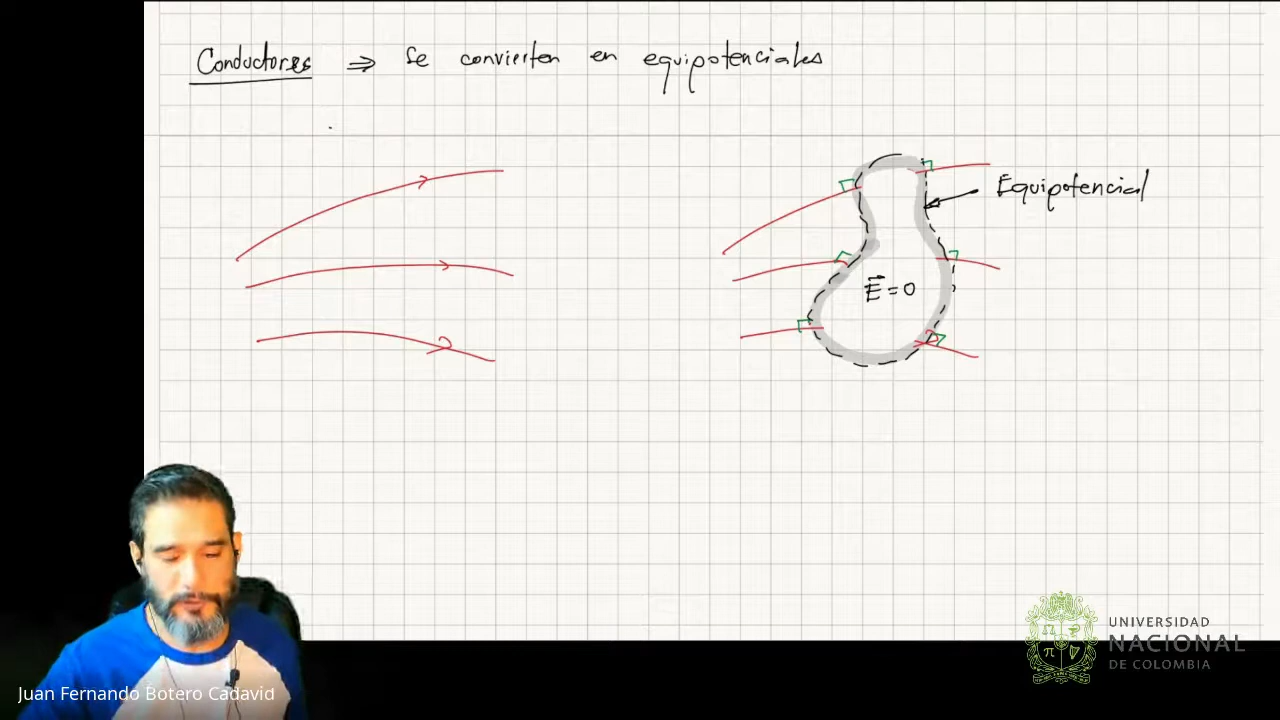 Conductores ⇒ Se convierten en equipotenciales
Equipotencial
E⃗ = 0
UNIVERSIDAD
NACIONAL
DE COLOMBIA
Juan Fernando Botero Cadavid